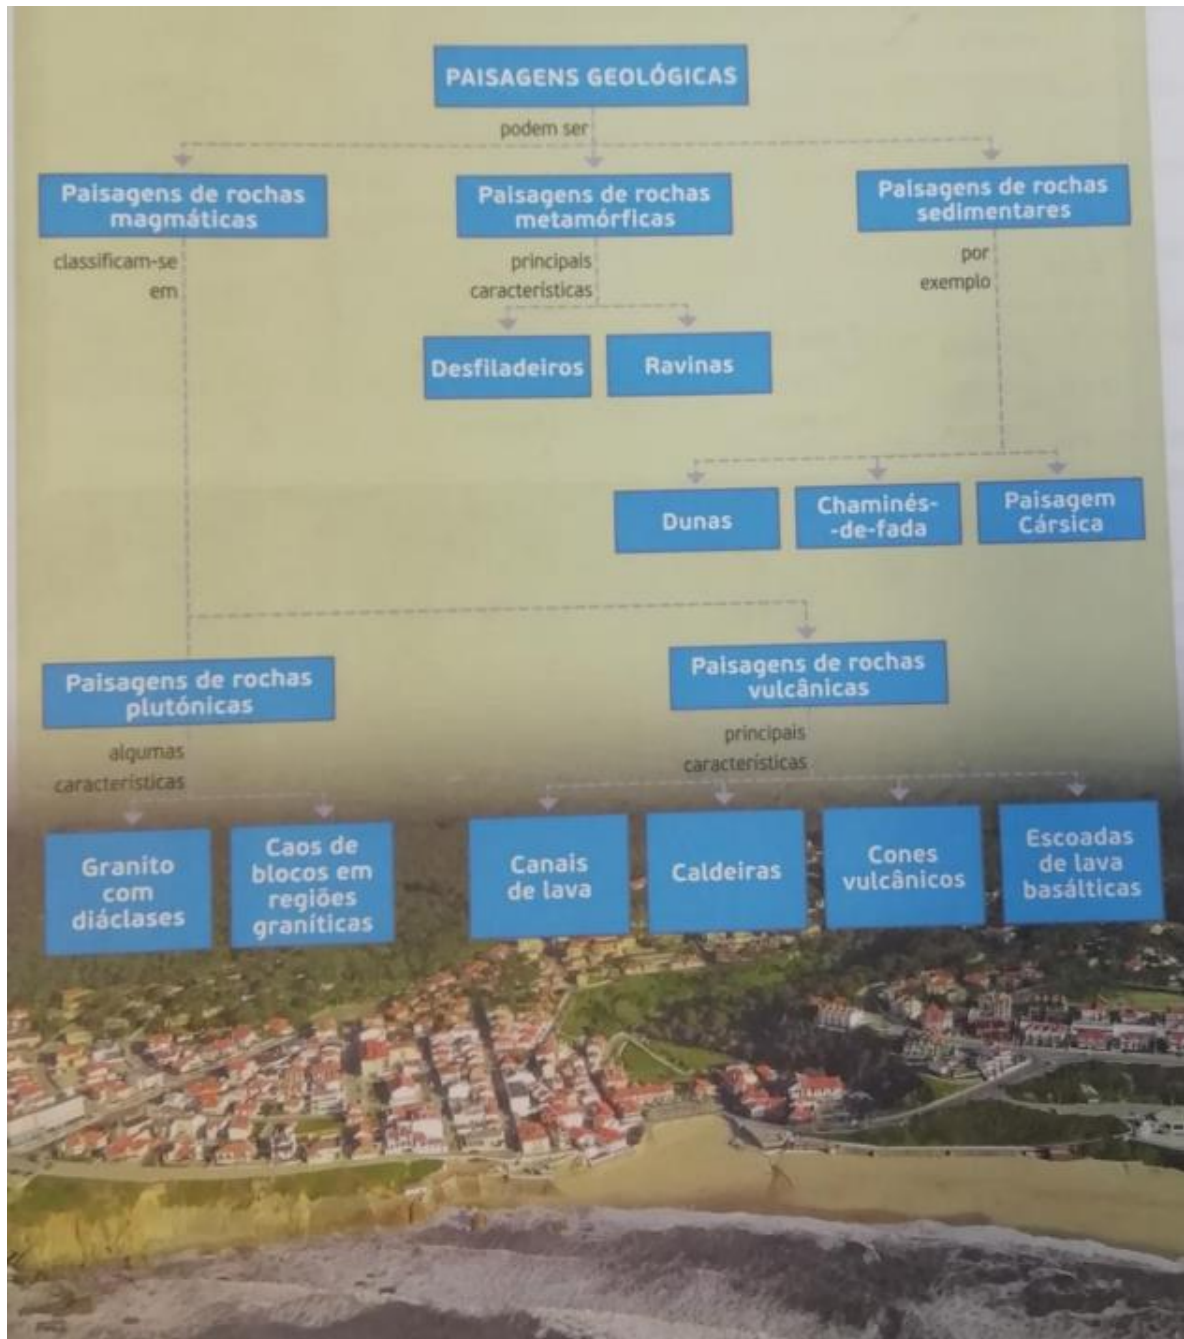 PAISAGENS GEOLÓGICAS
podem ser
Paisagens de rochas
magmáticas
Paisagens de rochas
metamórficas
Paisagens de rochas
sedimentares
classificam-se
em
principais
características
por
exemplo
Desfiladeiros
Ravinas
Dunas
Chaminés-
-de-fada
Paisagem
Cársica
Paisagens de rochas
plutónicas
Paisagens de rochas
vulcânicas
algumas
características
principais
características
Granito
com
diáclases
Caos de
blocos em
regiões
graníticas
Canais
de lava
Caldeiras
Cones
vulcânicos
Escoadas
de lava
basálticas